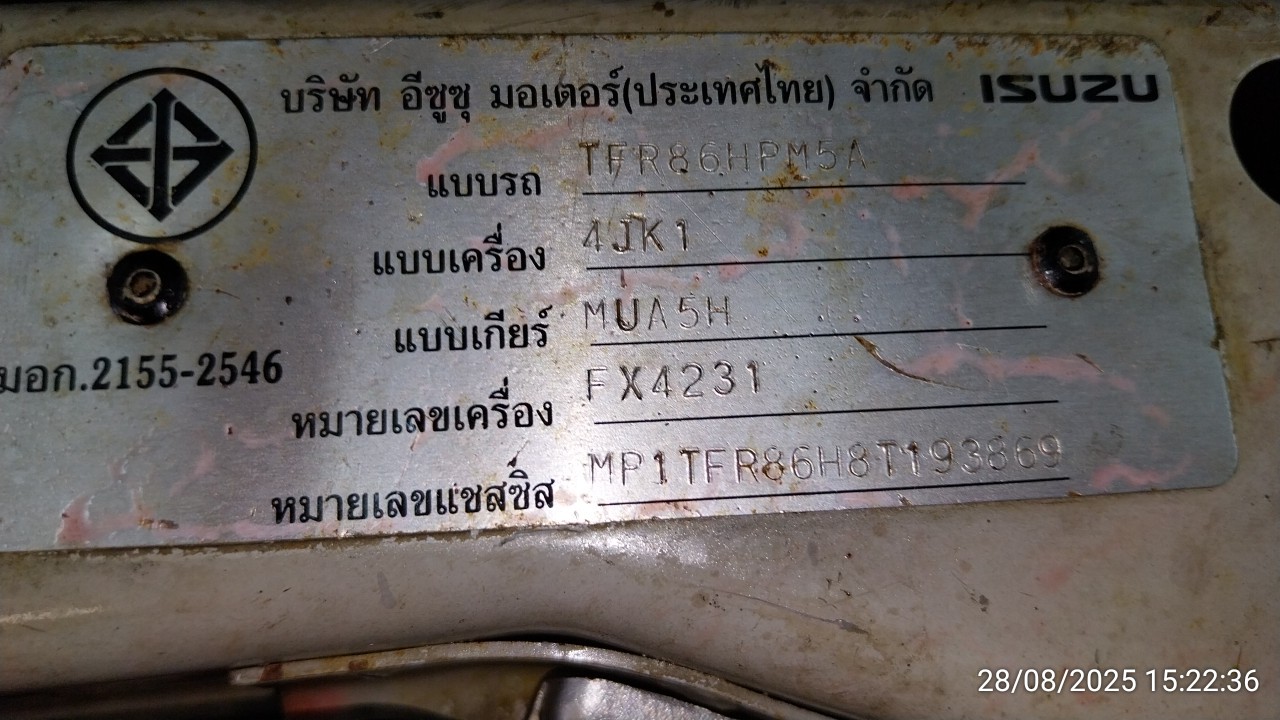 บริษัท อีซูซุ มอเตอร์(ประเทศไทย) จำกัด ISUZU
แบบรถ TFR86HPM5A
แบบเครื่อง 4JK1
แบบเกียร์ MUA5H
มอก.2155-2546
หมายเลขเครื่อง FX4231
หมายเลขแชสซิส MP1TFR86H8T193869
28/08/2025 15:22:36